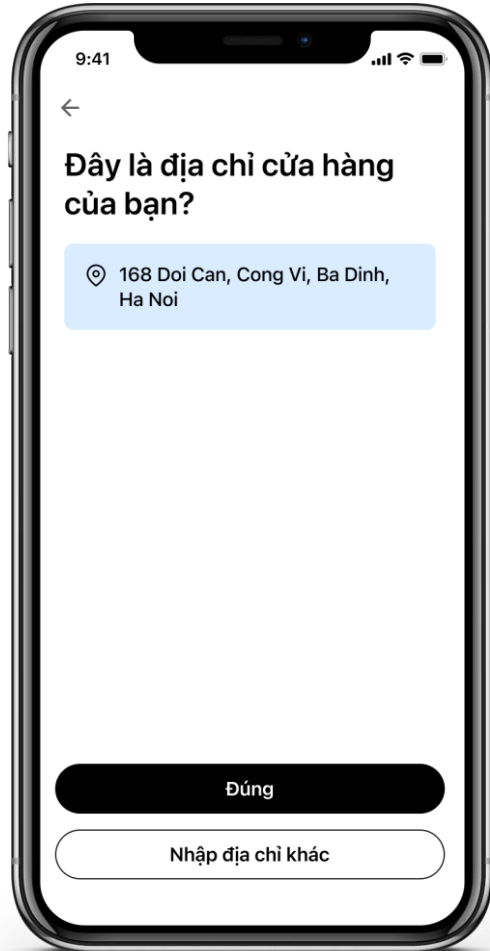 9:41
Đây là địa chỉ cửa hàng
của bạn?
168 Doi Can, Cong Vi, Ba Dinh,
Ha Noi
Đúng
Nhập địa chỉ khác